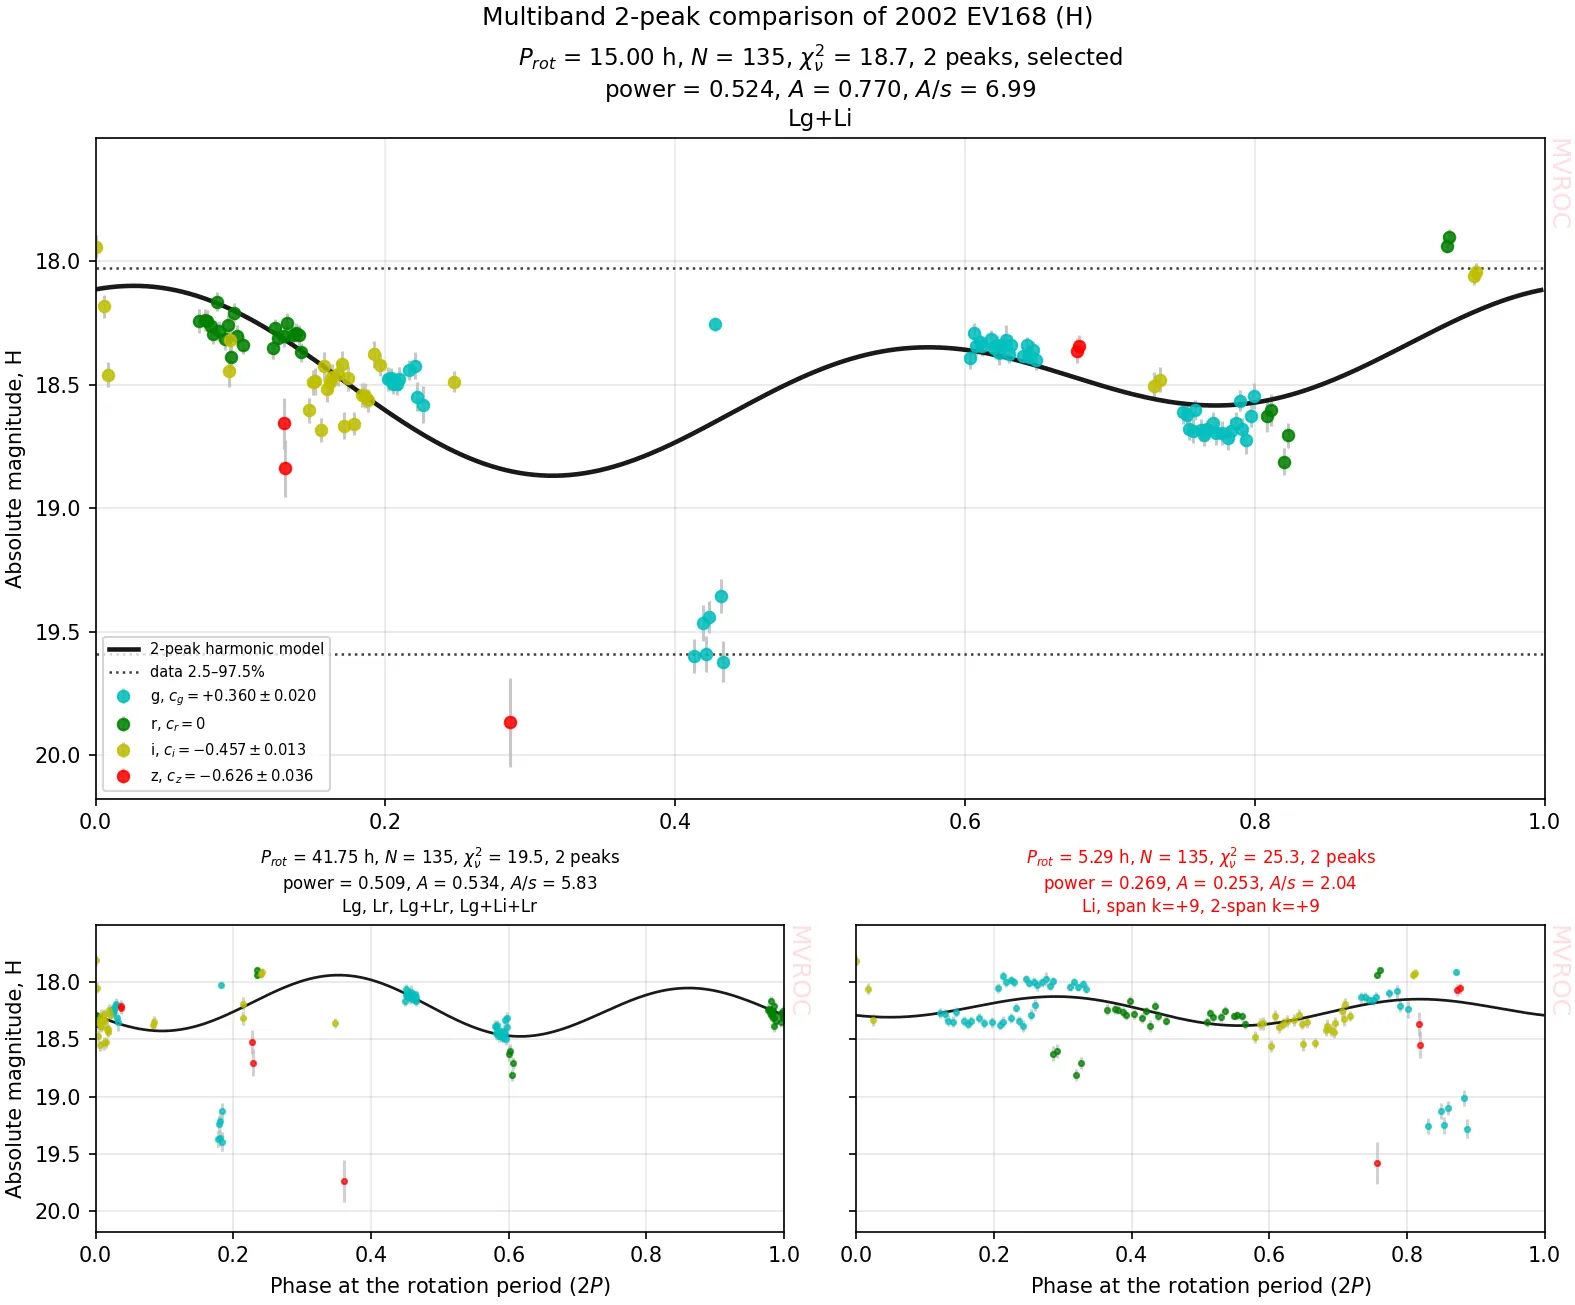 Multiband 2-peak comparison of 2002 EV168 (H)
P_rot = 15.00 h, N = 135, χ²_ν = 18.7, 2 peaks, selected
power = 0.524, A = 0.770, A/s = 6.99
Lg+Li
MVROC
Absolute magnitude, H
18.0
18.5
19.0
19.5
20.0
2-peak harmonic model
data 2.5–97.5%
g, c_g = +0.360 ± 0.020
r, c_r = 0
i, c_i = −0.457 ± 0.013
z, c_z = −0.626 ± 0.036
0.0 0.2 0.4 0.6 0.8 1.0
P_rot = 41.75 h, N = 135, χ²_ν = 19.5, 2 peaks
power = 0.509, A = 0.534, A/s = 5.83
Lg, Lr, Lg+Lr, Lg+Li+Lr
MVROC
Absolute magnitude, H
18.0
18.5
19.0
19.5
20.0
0.0 0.2 0.4 0.6 0.8 1.0
Phase at the rotation period (2P)
P_rot = 5.29 h, N = 135, χ²_ν = 25.3, 2 peaks
power = 0.269, A = 0.253, A/s = 2.04
Li, span k=+9, 2-span k=+9
MVROC
0.0 0.2 0.4 0.6 0.8 1.0
Phase at the rotation period (2P)